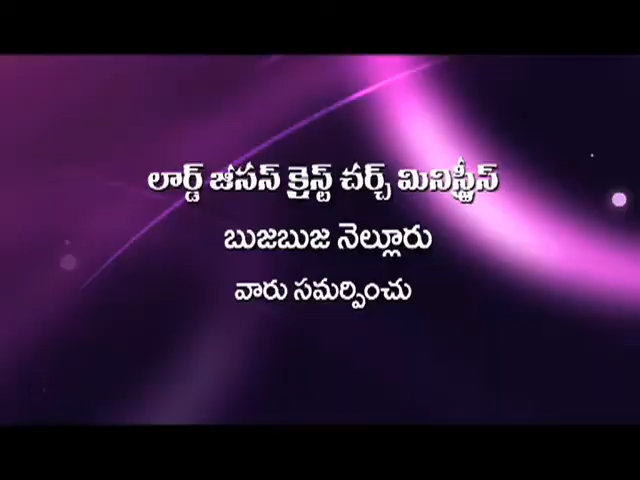 లార్డ్ జీసస్ క్రైస్ట్ చర్చ్ మినిస్ట్రీస్
బుజబుజ నెల్లూరు
వారు సమర్పించు